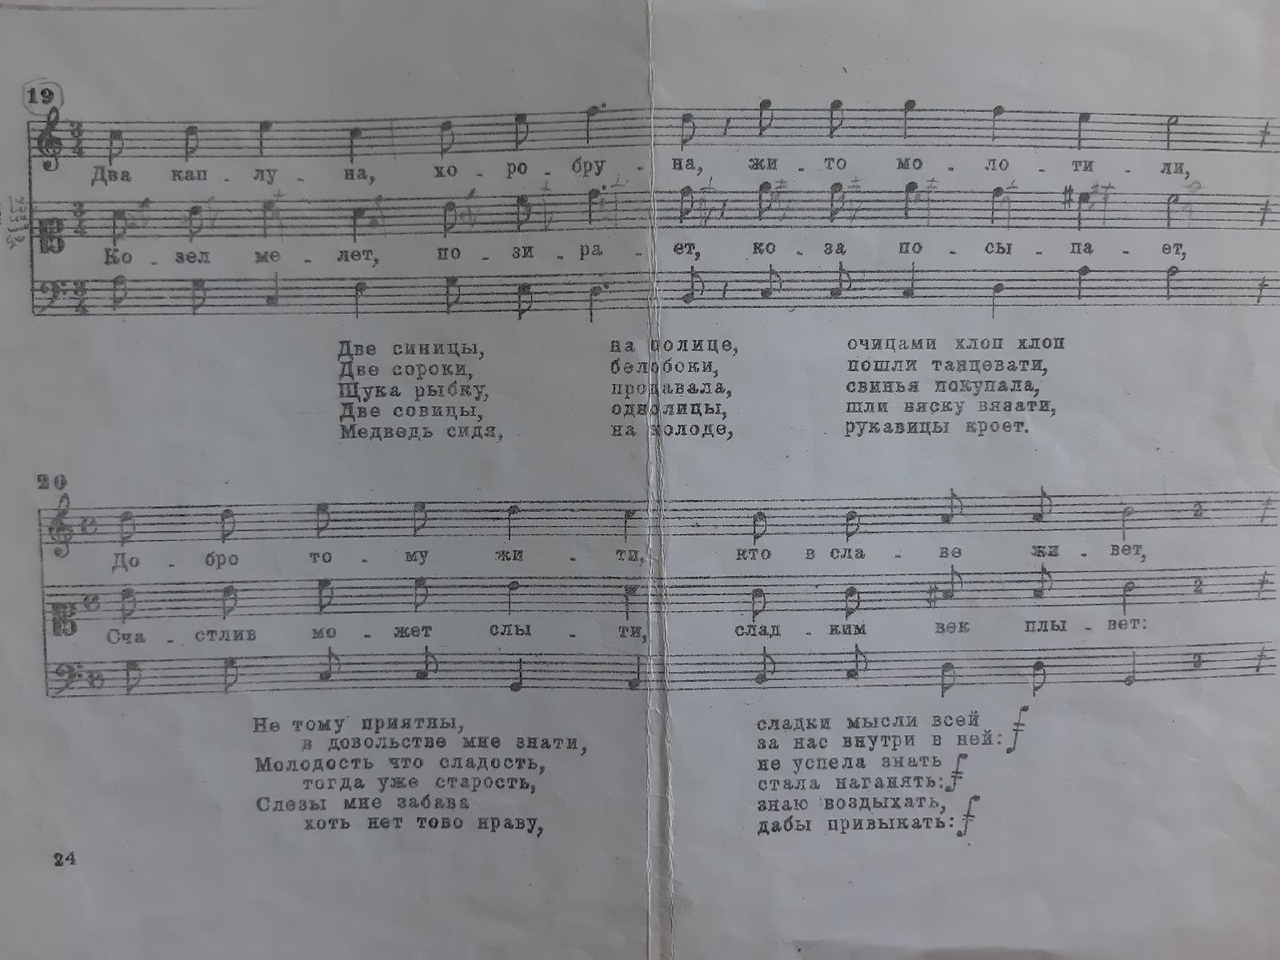 19
Два кап - лу - на, хо - ро - бру - на, жи - то мо - ло - ти - ли,
Ко - зел ме - лет, по - зи - ра - ет, ко - за по - сы - па - ет,
Две синицы, на полице, очицами хлоп хлоп
Две сороки, белобоки, пошли танцевати,
Щука рыбку, продавала, свинья покупала,
Две совицы, однолицы, шли вязку вязати,
Медведь сидя, на колоде, рукавицы кроет.
20
До - бро то - му жи - ти, кто в сла - ве жи - вет,
Сча - стлив мо - жет слы - ти, слад - ким век плы - вет:
Не тому приятны, сладки мысли всей
в довольстве мне знати, за нас внутри в ней:
Молодость что сладость, не успела знать
тогда уже старость, стала наганять:
Слезы мне забава знаю воздыхать,
хоть нет тово нраву, дабы привыкать:
24